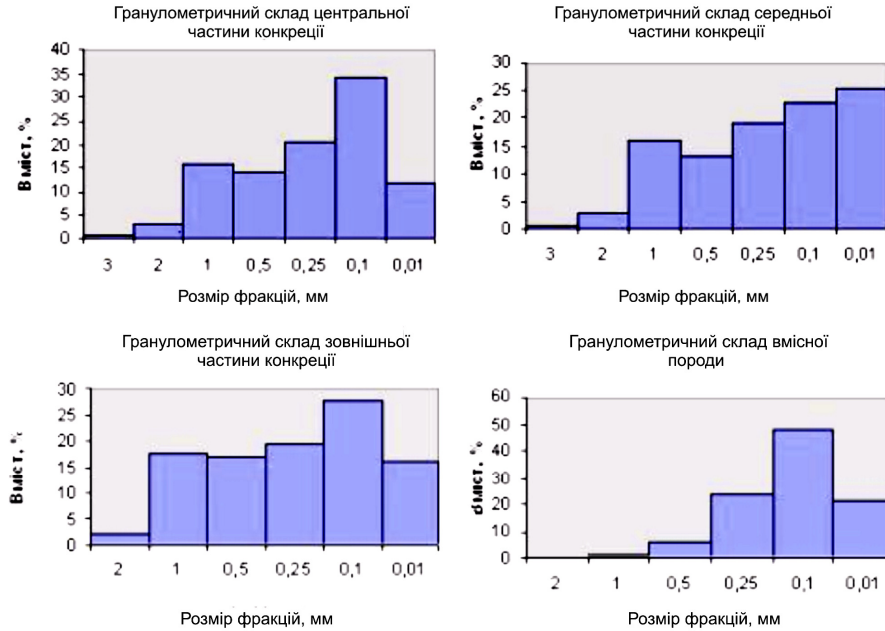 Гранулометричний склад центральної
частини конкреції
40
35
30
25
20
15
10
5
0
Вміст, %
3 2 1 0,5 0,25 0,1 0,01
Розмір фракцій, мм
Гранулометричний склад середньої
частини конкреції
30
25
20
15
10
5
0
Вміст, %
3 2 1 0,5 0,25 0,1 0,01
Розмір фракцій, мм
Гранулометричний склад зовнішньої
частини конкреції
30
25
20
15
10
5
0
Вміст, %
2 1 0,5 0,25 0,1 0,01
Розмір фракцій, мм
Гранулометричний склад вмісної
породи
60
50
40
30
20
10
0
Вміст, %
2 1 0,5 0,25 0,1 0,01
Розмір фракцій, мм